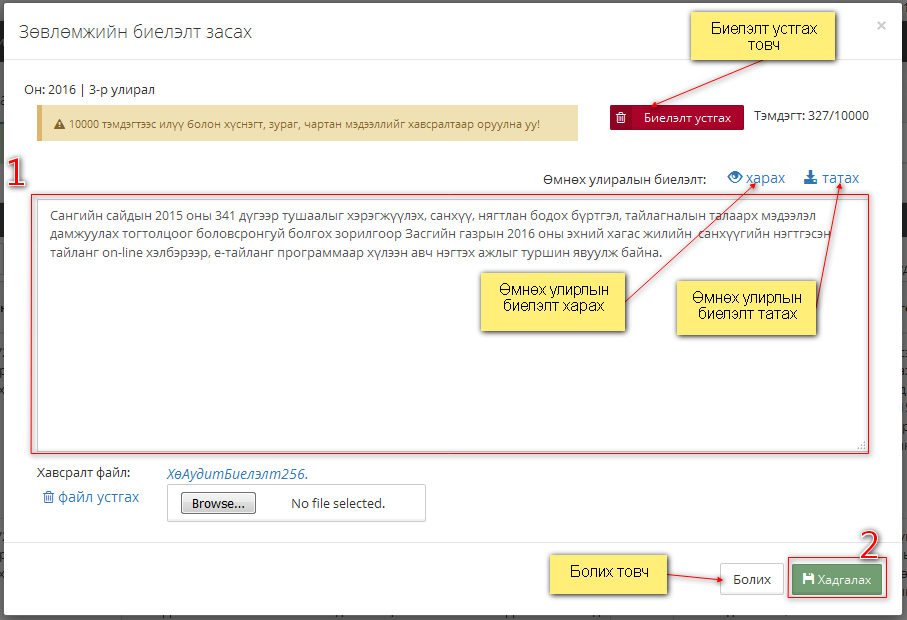 Зөвлөмжийн биелэлт засах
×
Биелэлт устгах
товч
Он: 2016 | 3-р улирал
10000 тэмдэгтээс илүү болон хүснэгт, зураг, чартан мэдээллийг хавсралтаар оруулна уу!
Биелэлт устгах
Тэмдэгт: 327/10000
1
Өмнөх улиралын биелэлт:
харах
татах
Сангийн сайдын 2015 оны 341 дүгээр тушаалыг хэрэгжүүлэх, санхүү, нягтлан бодох бүртгэл, тайлагналын талаарх мэдээлэл
дамжуулах тогтолцоог боловсронгуй болгох зорилгоор Засгийн газрын 2016 оны эхний хагас жилийн санхүүгийн нэгтгэсэн
тайланг on-line хэлбэрээр, е-тайланг программаар хүлээн авч нэгтэх ажлыг туршин явуулж байна.
Өмнөх улирлын
биелэлт харах
Өмнөх улирлын
биелэлт татах
Хавсралт файл:
ХөАудитБиелэлт256.
файл устгах
Browse...
No file selected.
2
Болих товч
Болих
Хадгалах